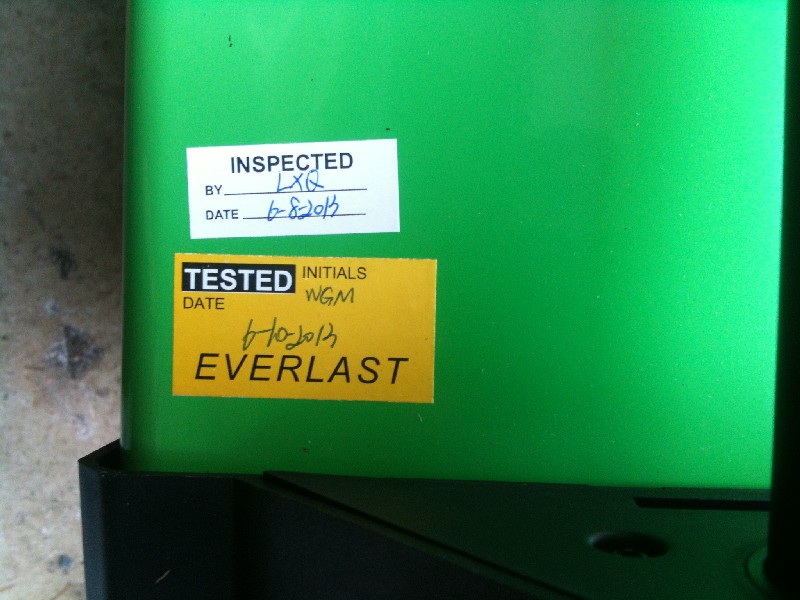 INSPECTED
BY LXQ
DATE 6-8-2013
TESTED INITIALS
DATE WGM
6-10-2013
EVERLAST